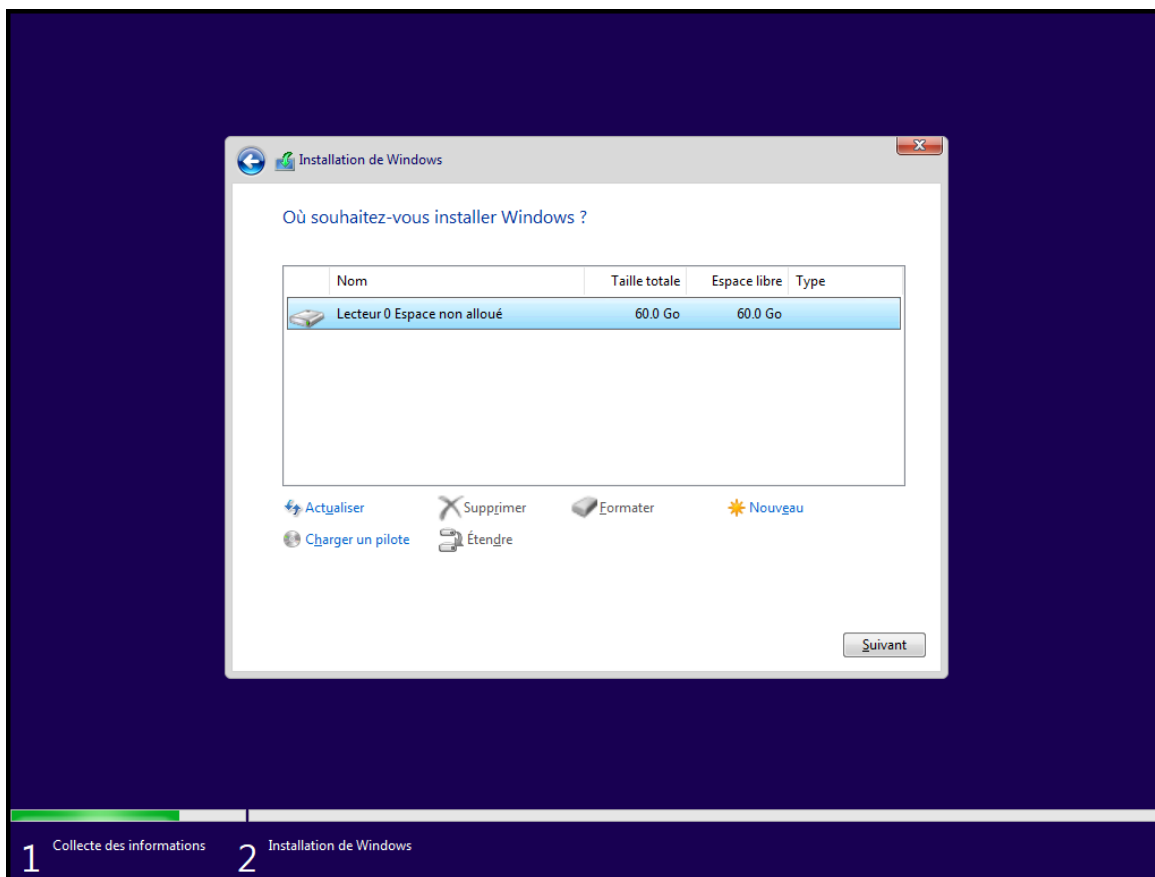 Installation de Windows
Où souhaitez-vous installer Windows ?
Nom Taille totale Espace libre Type
Lecteur 0 Espace non alloué 60.0 Go 60.0 Go
Actualiser Supprimer Formater Nouveau
Charger un pilote Étendre
Suivant
1 Collecte des informations 2 Installation de Windows